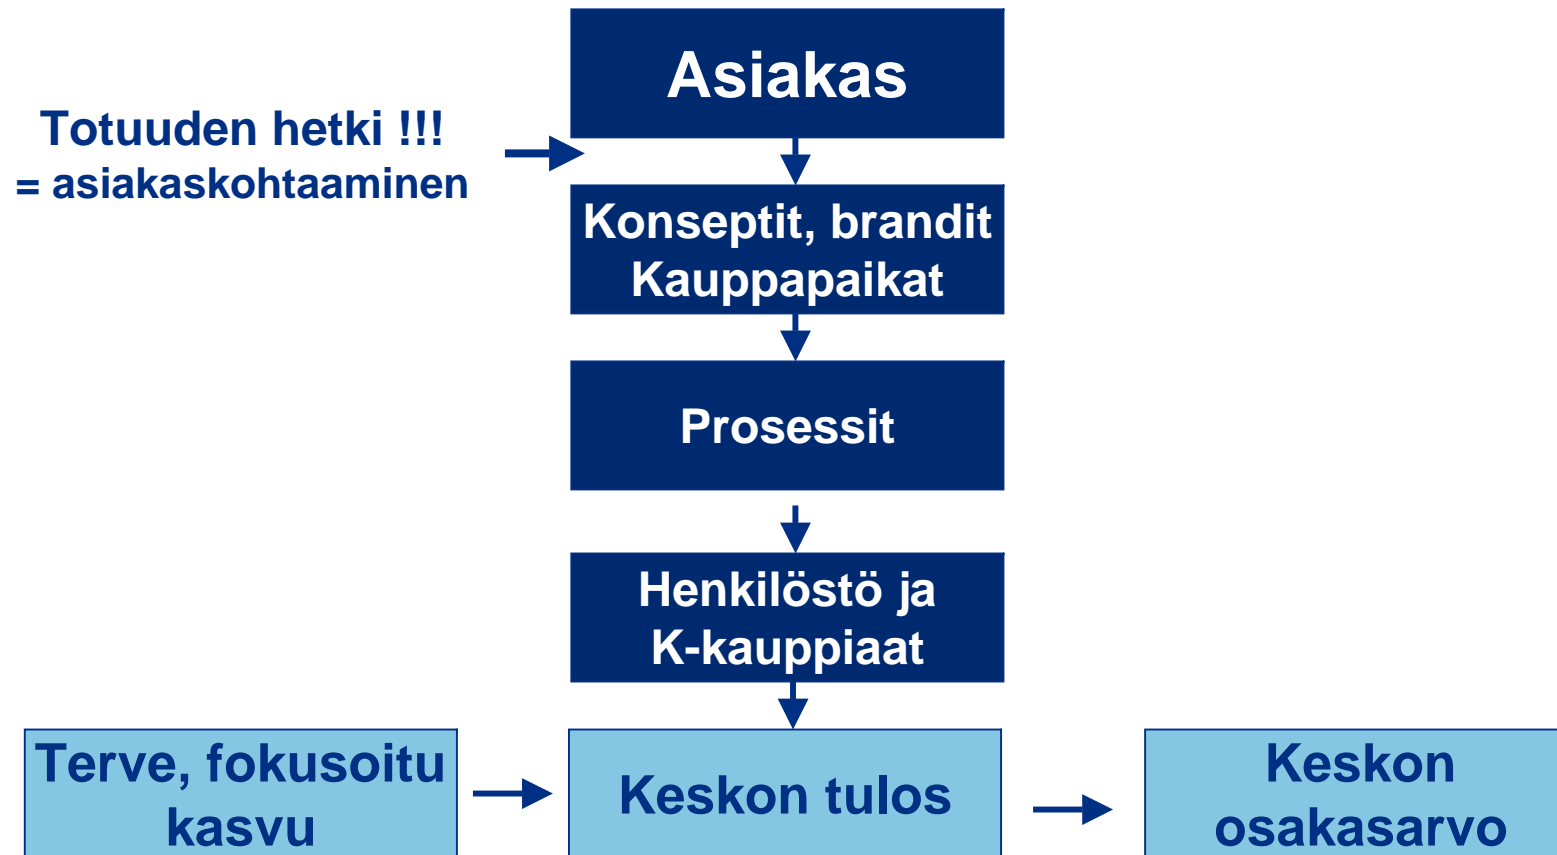 Asiakas
Totuuden hetki !!!
= asiakaskohtaaminen
Konseptit, brandit
Kauppapaikat
Prosessit
Henkilöstö ja
K-kauppiaat
Terve, fokusoitu
kasvu
Keskon tulos
Keskon
osakasarvo